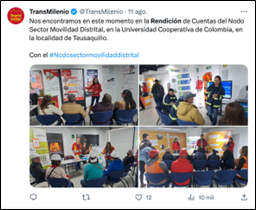 TransMilenio @TransMilenio · 11 ago.
Nos encontramos en este momento en la Rendición de Cuentas del Nodo
Sector Movilidad Distrital, en la Universidad Cooperativa de Colombia, en
la localidad de Teusaquillo.
Con el #Nodosectormovilidaddistrital
12
10 mil